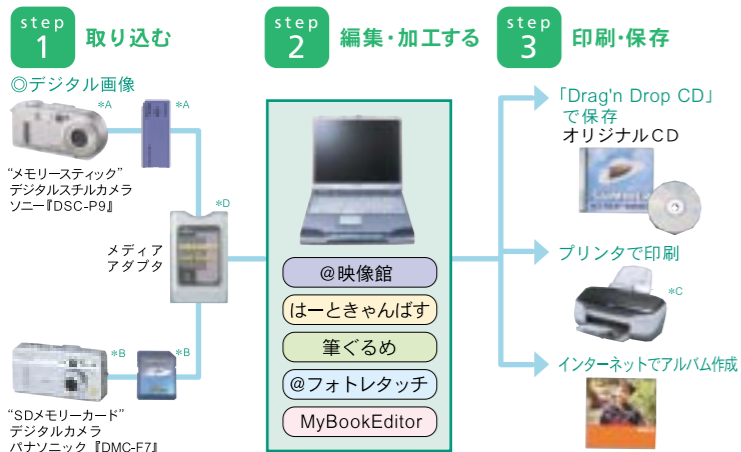 step
1
取り込む
step
2
編集・加工する
step
3
印刷・保存
◎デジタル画像
*A
*A
“メモリースティック”
デジタルスチルカメラ
ソニー『DSC-P9』
*D
メディア
アダプタ
*B
*B
“SDメモリーカード”
デジタルカメラ
パナソニック『DMC-F7』
@映像館
はーときゃんばす
筆ぐるめ
@フォトレタッチ
MyBookEditor
「Drag'n Drop CD」
で保存
オリジナルCD
プリンタで印刷
*C
インターネットでアルバム作成